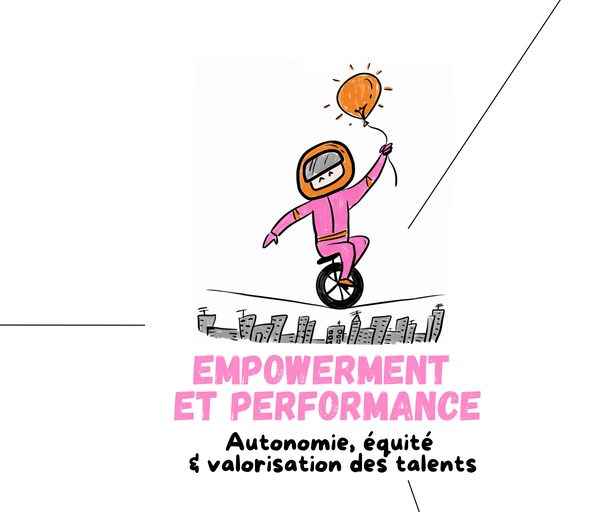 EMPOWERMENT
ET PERFORMANCE
Autonomie, équité
& valorisation des talents